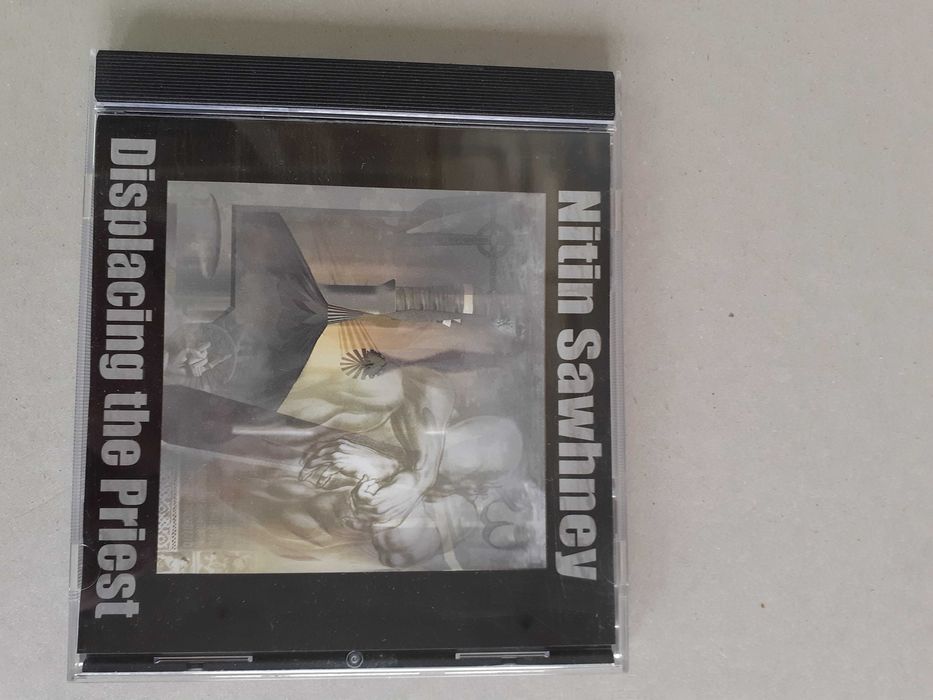 Nitin Sawhney
Displacing the Priest